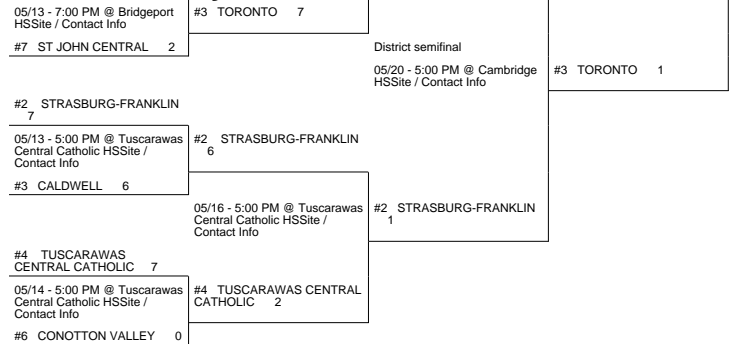 05/13 - 7:00 PM @ Bridgeport
HSSite / Contact Info
#3 TORONTO 7
#7 ST JOHN CENTRAL 2
District semifinal
05/20 - 5:00 PM @ Cambridge
HSSite / Contact Info
#3 TORONTO 1
#2 STRASBURG-FRANKLIN
7
05/13 - 5:00 PM @ Tuscarawas
Central Catholic HSSite /
Contact Info
#2 STRASBURG-FRANKLIN
6
#3 CALDWELL 6
05/16 - 5:00 PM @ Tuscarawas
Central Catholic HSSite /
Contact Info
#2 STRASBURG-FRANKLIN
1
#4 TUSCARAWAS
CENTRAL CATHOLIC 7
05/14 - 5:00 PM @ Tuscarawas
Central Catholic HSSite /
Contact Info
#4 TUSCARAWAS CENTRAL
CATHOLIC 2
#6 CONOTTON VALLEY 0